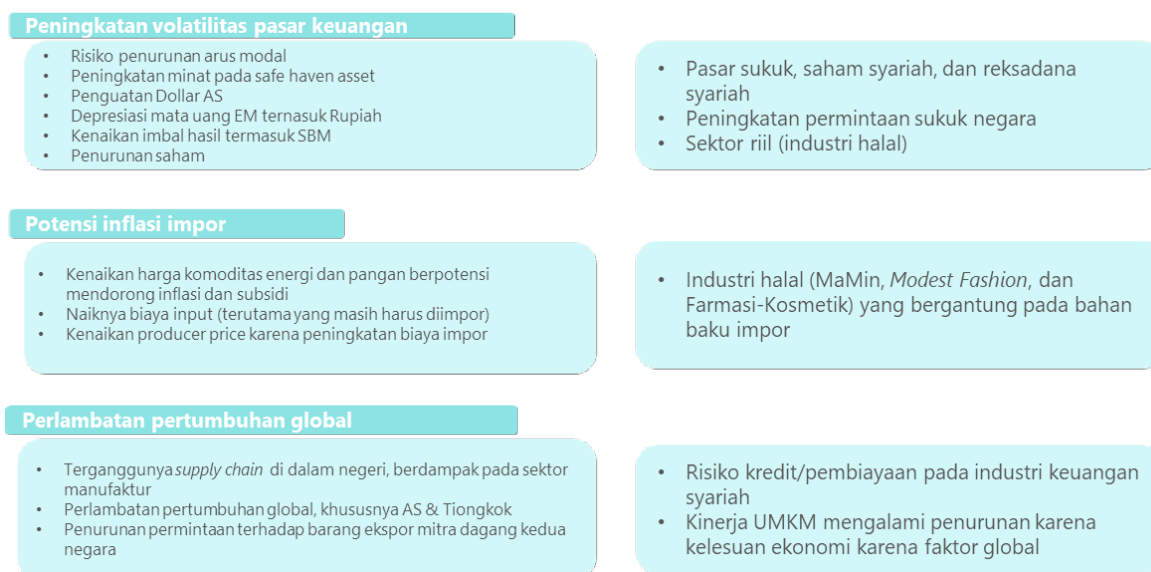 Peningkatan volatilitas pasar keuangan
• Risiko penurunan arus modal
• Peningkatan minat pada safe haven asset
• Penguatan Dollar AS
• Depresiasi mata uang EM ternasuk Rupiah
• Kenaikan imbal hasil termasuk SBM
• Penurunan saham
• Pasar sukuk, saham syariah, dan reksadana
syariah
• Peningkatan permintaan sukuk negara
• Sektor riil (industri halal)
Potensi inflasi impor
• Kenaikan harga komoditas energi dan pangan berpotensi
mendorong inflasi dan subsidi
• Naiknya biaya input (terutama yang masih harus diimpor)
• Kenaikan producer price karena peningkatan biaya impor
• Industri halal (MaMin, Modest Fashion, dan
Farmasi-Kosmetik) yang bergantung pada bahan
baku impor
Perlambatan pertumbuhan global
• Terganggunya supply chain di dalam negeri, berdampak pada sektor
manufaktur
• Perlambatan pertumbuhan global, khususnya AS & Tiongkok
• Penurunan permintaan terhadap barang ekspor mitra dagang kedua
negara
• Risiko kredit/pembiayaan pada industri keuangan
syariah
• Kinerja UMKM mengalami penurunan karena
kelesuan ekonomi karena faktor global